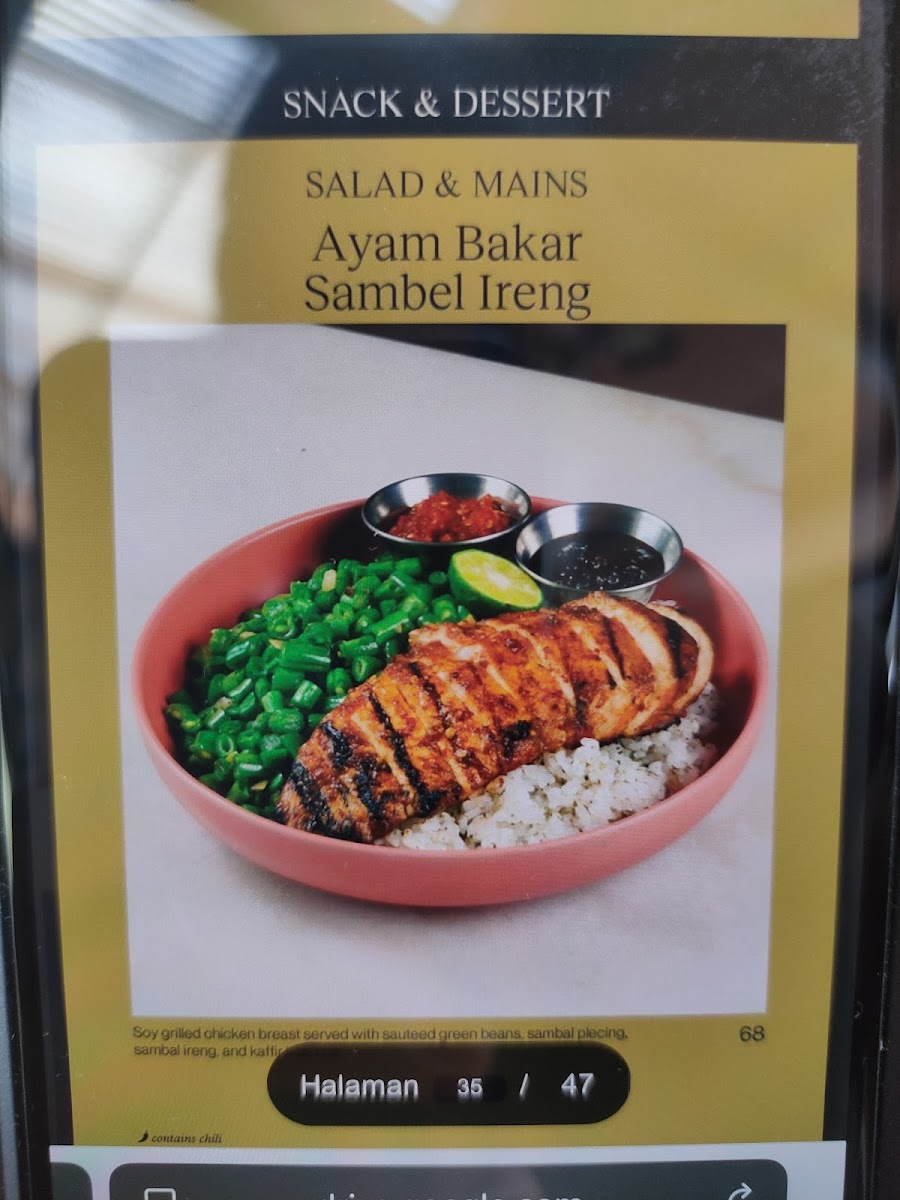 SNACK & DESSERT
SALAD & MAINS
Ayam Bakar
Sambel Ireng
Soy grilled chicken breast served with sauteed green beans, sambal plecing,
sambal ireng, and kaffir
68
Halaman 35 / 47
contains chili